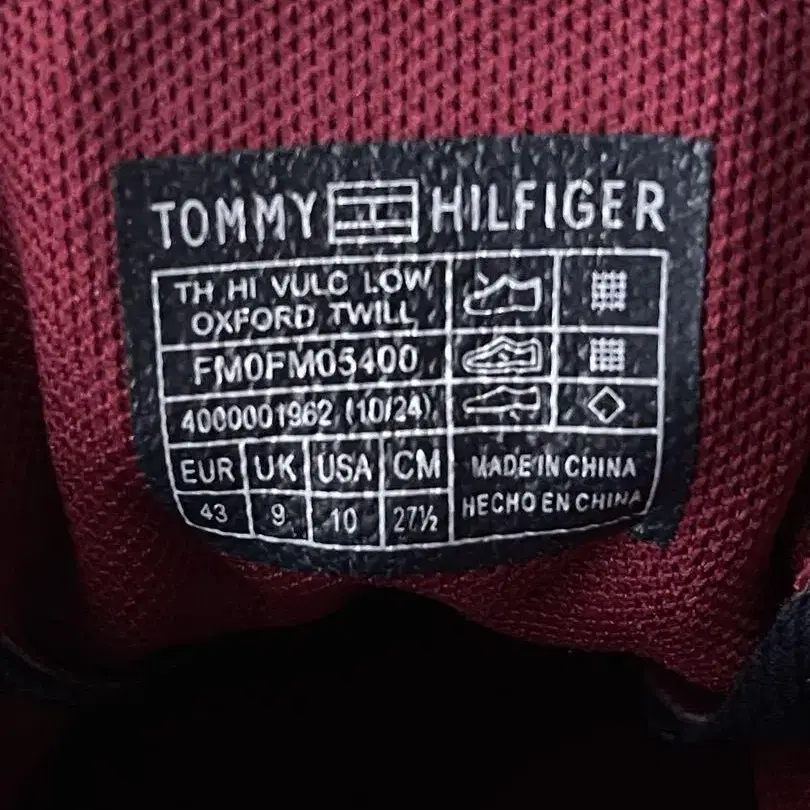 TOMMY HILFIGER
TH HI VULC LOW
OXFORD TWILL
FM0FM05400
4000001962 (10/24)
EUR UK USA CM
43 9 10 27½
MADE IN CHINA
HECHO EN CHINA